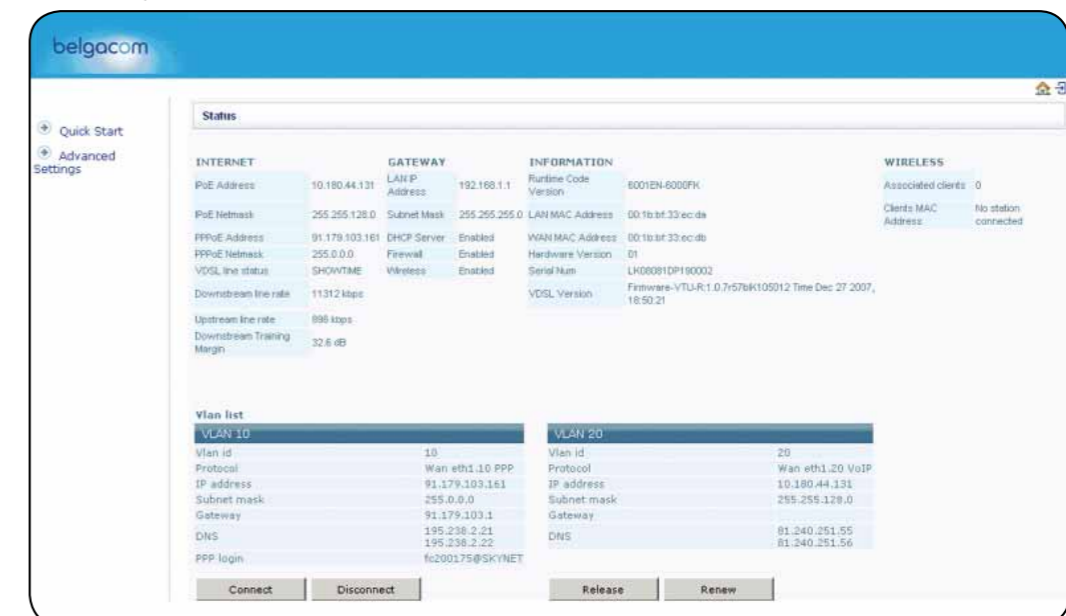 belgacom
Quick Start
Advanced Settings
Status
INTERNET
IPoE Address 10.180.44.131
IPoE Netmask 255.255.128.0
PPPoE Address 91.179.103.161
PPPoE Netmask 255.0.0.0
VDSL line status SHOWTIME
Downstream line rate 11312 kbps
Upstream line rate kbps
Downstream Training Margin 32.6 dB
GATEWAY
LAN IP Address 192.168.1.1
Subnet Mask 255.255.255.0
DHCP Server Enabled
Firewall Enabled
Wireless Enabled
INFORMATION
Runtime Code Version 6001EN-6000FK
LAN MAC Address 00:1b:bf:33:ec:da
WAN MAC Address 00:1b:bf:33:ec:db
Hardware Version 01
Serial Num LK08081DP190002
VDSL Version Time Dec 27 2007, 18:50:21
WIRELESS
Associated clients 0
Clients MAC Address No station connected
Vlan list
VLAN 10
Vlan id 10
Protocol Wan eth1.10 PPP
IP address 91.179.103.161
Subnet mask 255.0.0.0
Gateway 91.179.103.1
DNS 195.238.2.21
195.238.2.22
PPP login fc200175@SKYNET
Connect Disconnect
VLAN 20
Vlan id 20
Protocol Wan eth1.20 VoIP
IP address 10.180.44.131
Subnet mask 255.255.128.0
Gateway
DNS 81.240.251.55
81.240.251.56
Release Renew